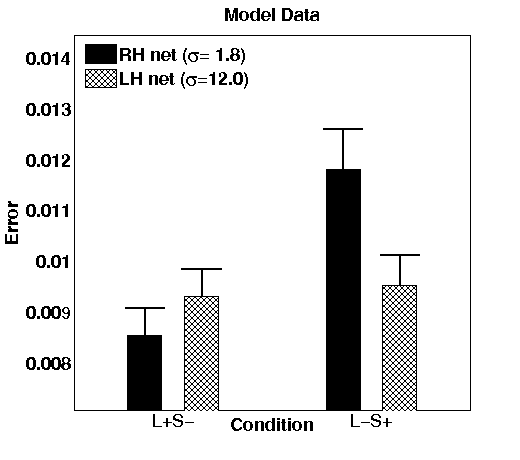 Model Data
0.014
0.013
0.012
0.011
0.01
0.009
0.008
Error
RH net (σ= 1.8)
LH net (σ=12.0)
L+S−
L−S+
Condition